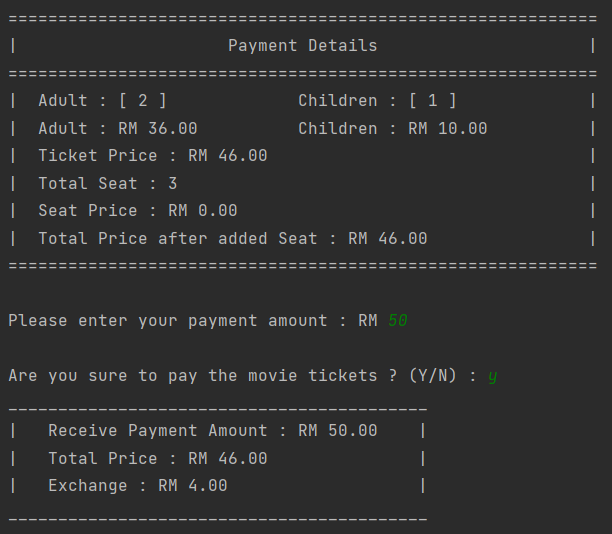 ===========================================================
|                     Payment Details                     |
===========================================================
|  Adult : [ 2 ]             Children : [ 1 ]             |
|  Adult : RM 36.00          Children : RM 10.00          |
|  Ticket Price : RM 46.00                                |
|  Total Seat : 3                                         |
|  Seat Price : RM 0.00                                   |
|  Total Price after added Seat : RM 46.00                |
===========================================================
Please enter your payment amount : RM 50
Are you sure to pay the movie tickets ? (Y/N) : y
__________________________________________
|   Receive Payment Amount : RM 50.00    |
|   Total Price : RM 46.00               |
|   Exchange : RM 4.00                   |
__________________________________________